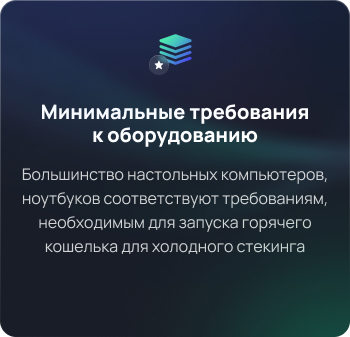 Минимальные требования
к оборудованию
Большинство настольных компьютеров,
ноутбуков соответствуют требованиям,
необходимым для запуска горячего
кошелька для холодного стекинга